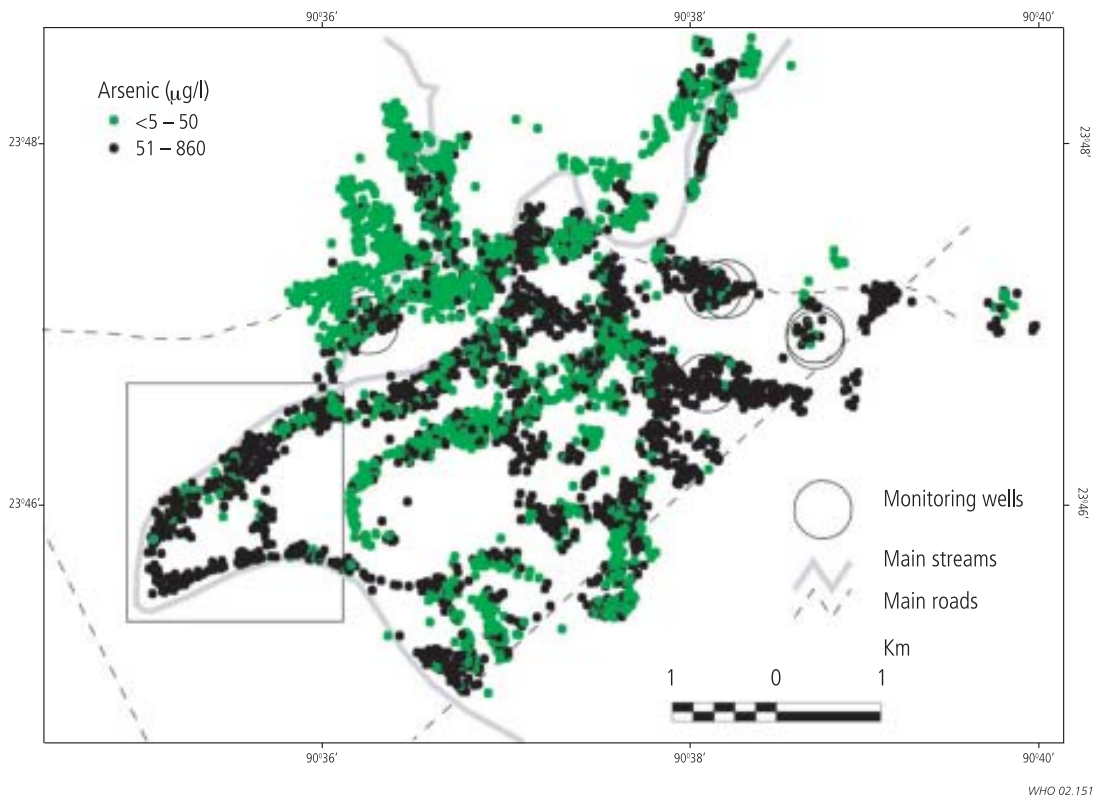 90°36' 90°38' 90°40'
Arsenic (μg/l)
<5 – 50
51 – 860
23°48' 23°48'
23°46' 23°46'
Monitoring wells
Main streams
Main roads
Km
1 0 1
90°36' 90°38' 90°40'
WHO 02.151